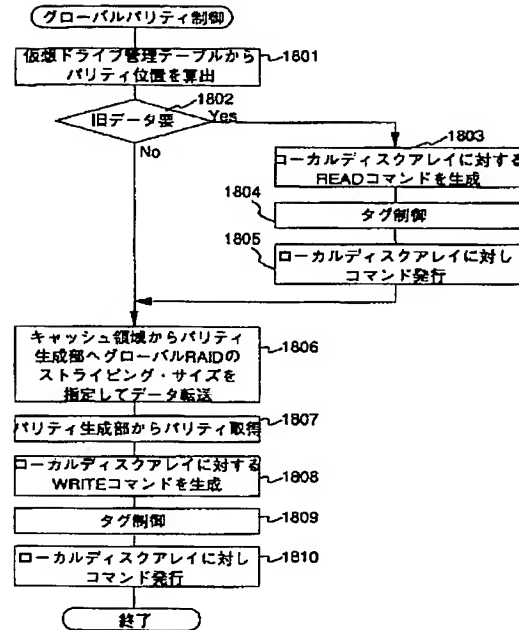 グローバルパリティ制御
仮想ドライブ管理テーブルから
パリティ位置を算出
1801
1802
旧データ要
Yes
No
1803
ローカルディスクアレイに対する
READコマンドを生成
1804
タグ制御
1805
ローカルディスクアレイに対し
コマンド発行
キャッシュ領域からパリティ
生成部へグローバルRAIDの
ストライピング・サイズを
指定してデータ転送
1806
パリティ生成部からパリティ取得
1807
ローカルディスクアレイに対する
WRITEコマンドを生成
1808
タグ制御
1809
ローカルディスクアレイに対し
コマンド発行
1810
終了